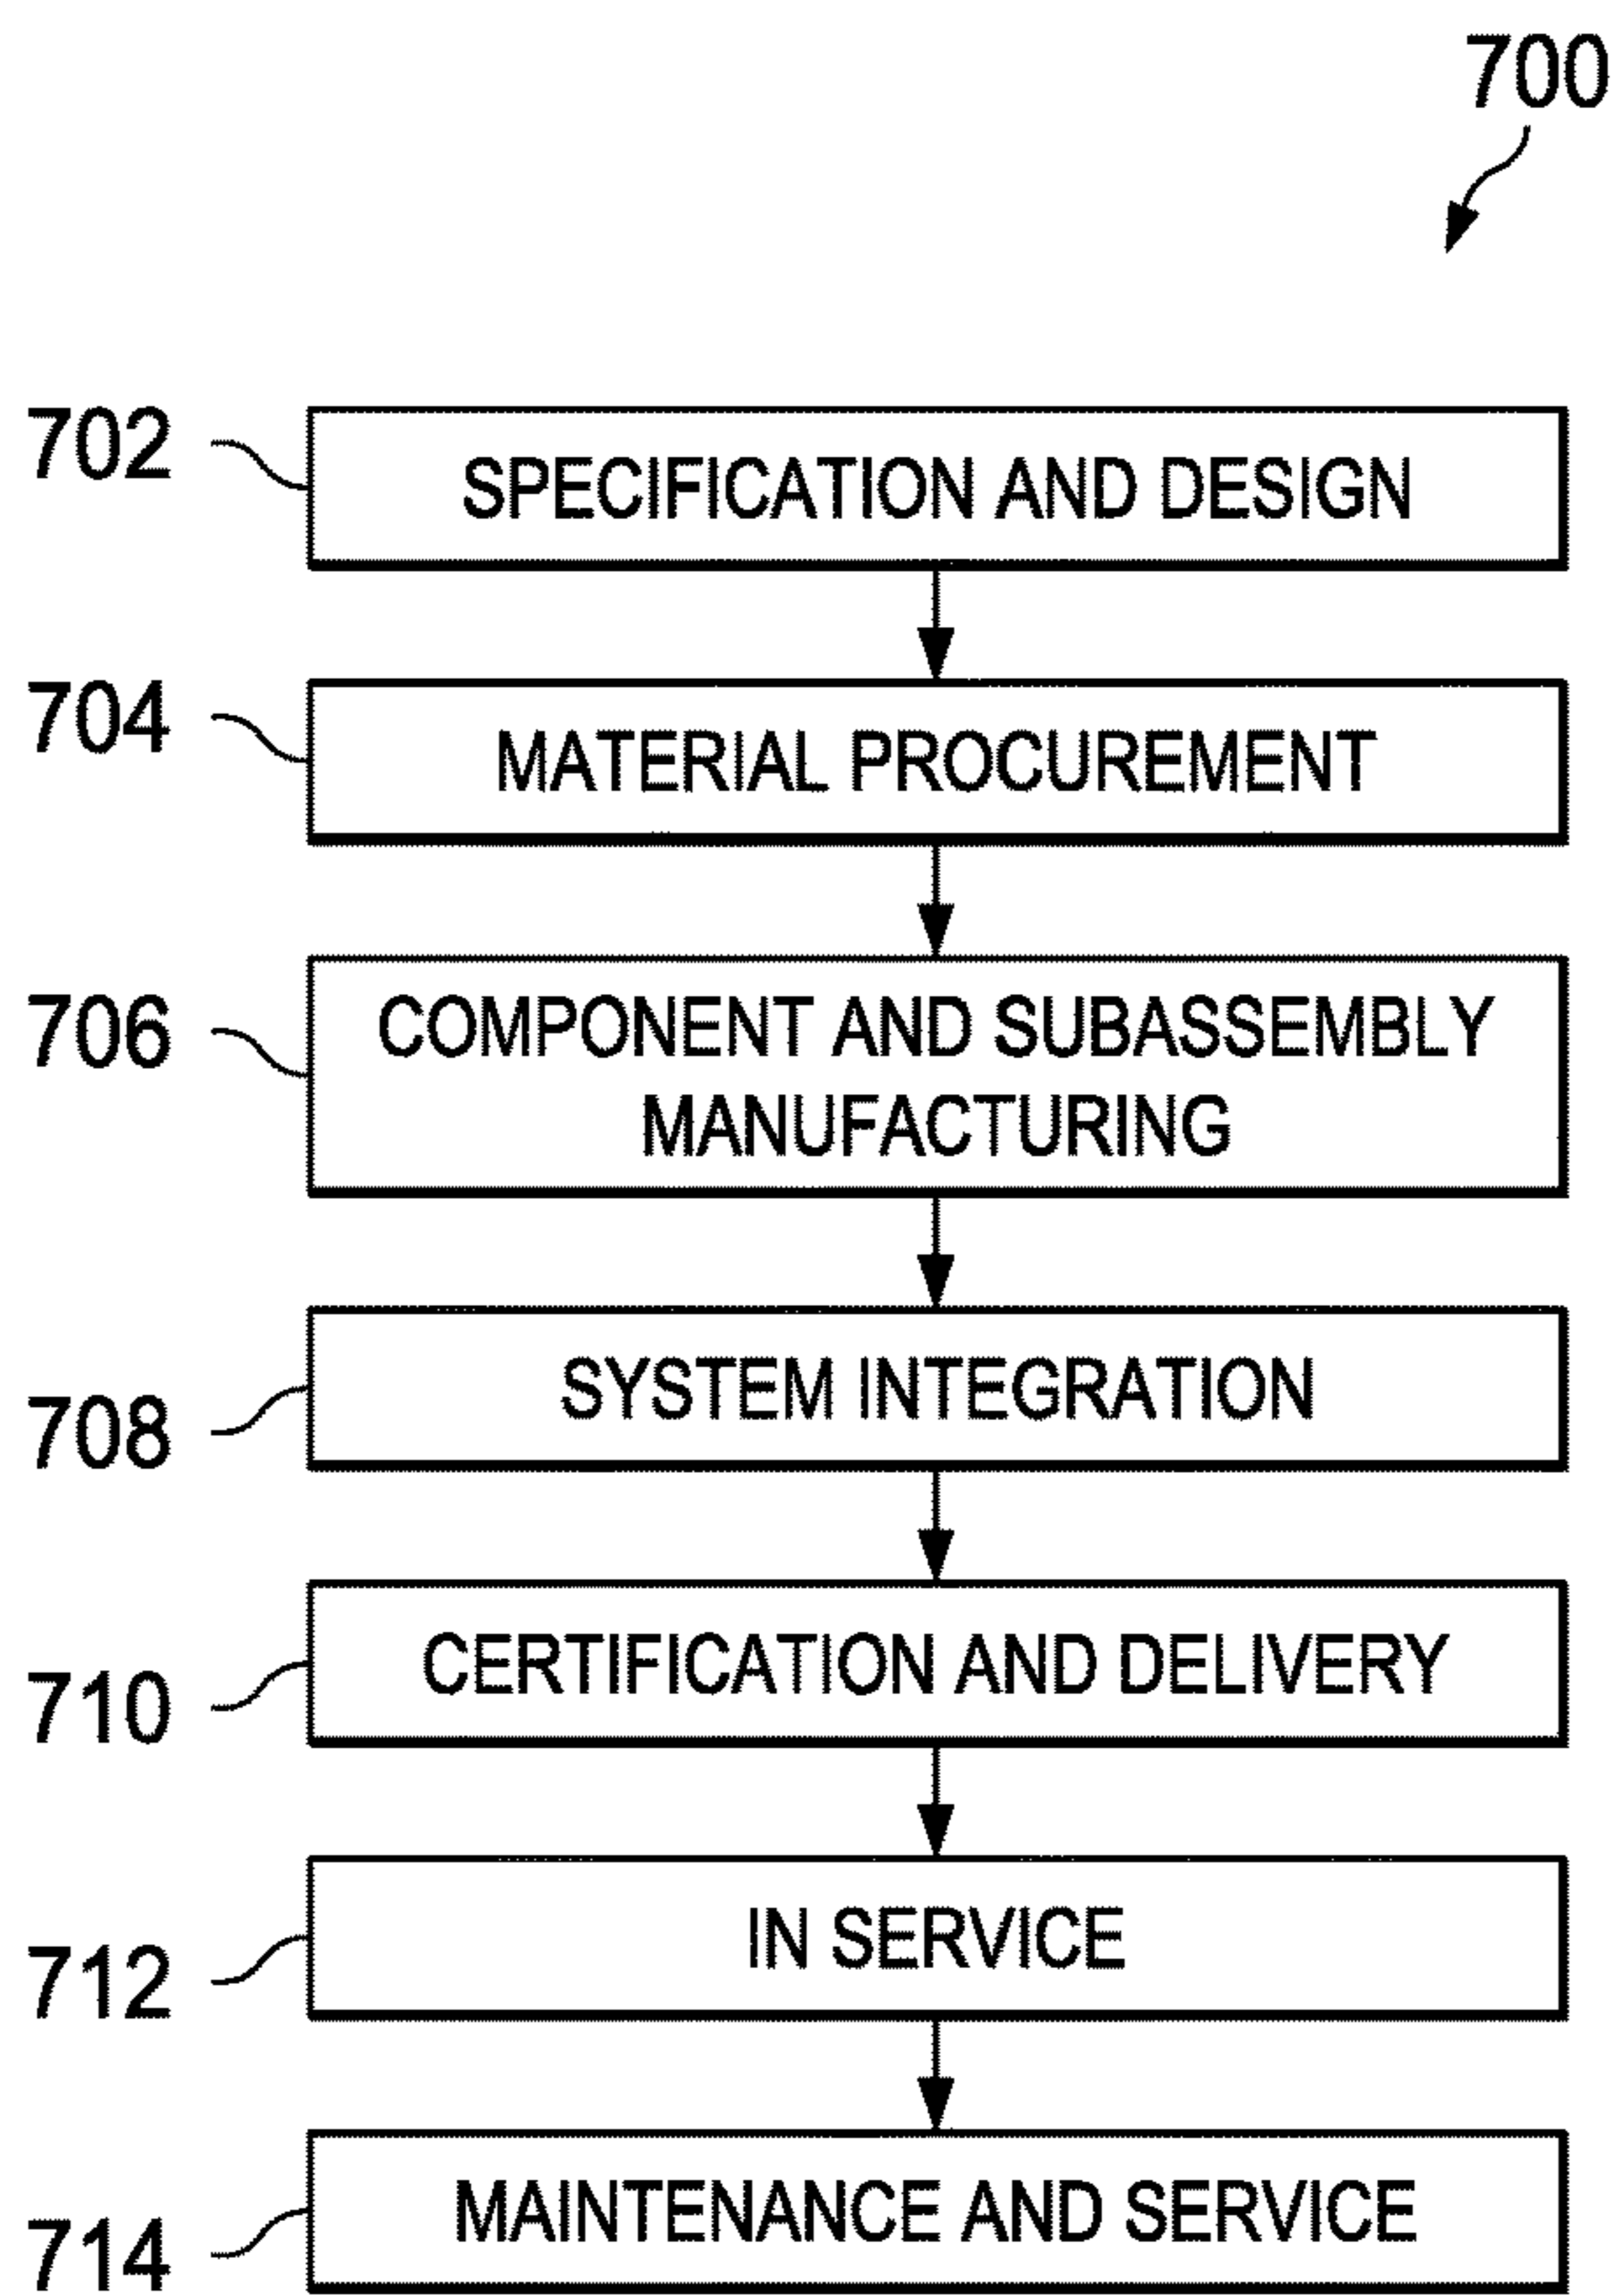 700
702
SPECIFICATION AND DESIGN
704
MATERIAL PROCUREMENT
706
COMPONENT AND SUBASSEMBLY
MANUFACTURING
708
SYSTEM INTEGRATION
710
CERTIFICATION AND DELIVERY
712
IN SERVICE
714
MAINTENANCE AND SERVICE